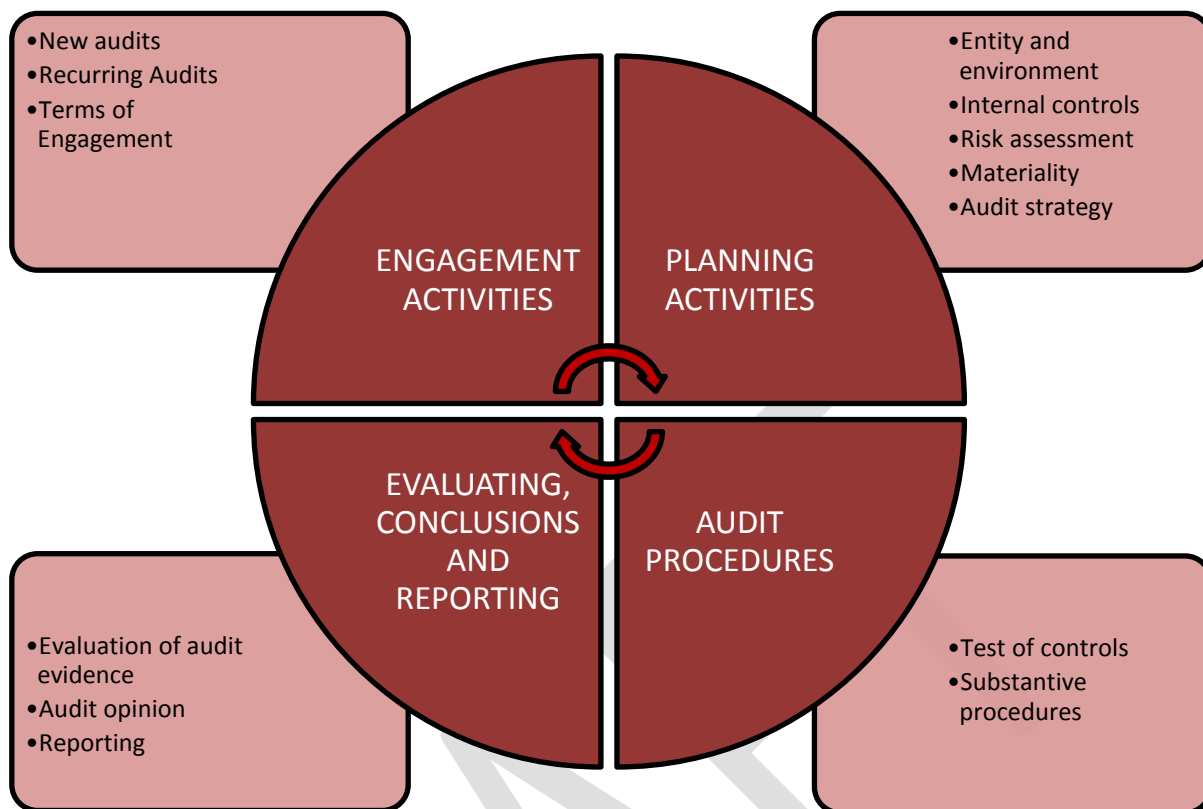 •New audits
•Recurring Audits
•Terms of
Engagement
•Entity and
environment
•Internal controls
•Risk assessment
•Materiality
•Audit strategy
ENGAGEMENT
ACTIVITIES
PLANNING
ACTIVITIES
EVALUATING,
CONCLUSIONS
AND
REPORTING
AUDIT
PROCEDURES
•Evaluation of audit
evidence
•Audit opinion
•Reporting
•Test of controls
•Substantive
procedures